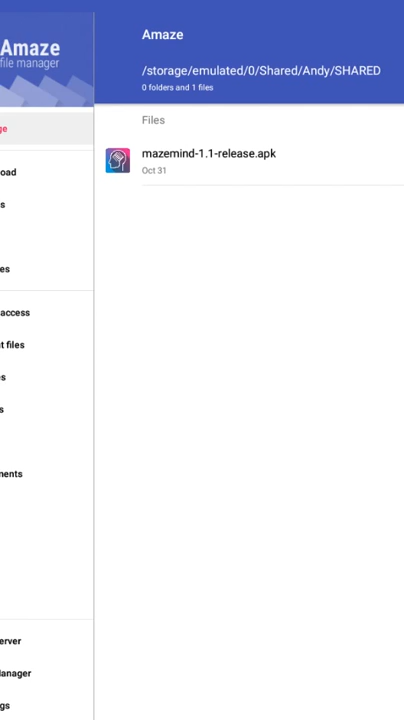 Amaze
file manager
ge
oad
s
es
access
t files
es
s
ments
erver
Manager
gs
Amaze
/storage/emulated/0/Shared/Andy/SHARED
0 folders and 1 files
Files
mazemind-1.1-release.apk
Oct 31